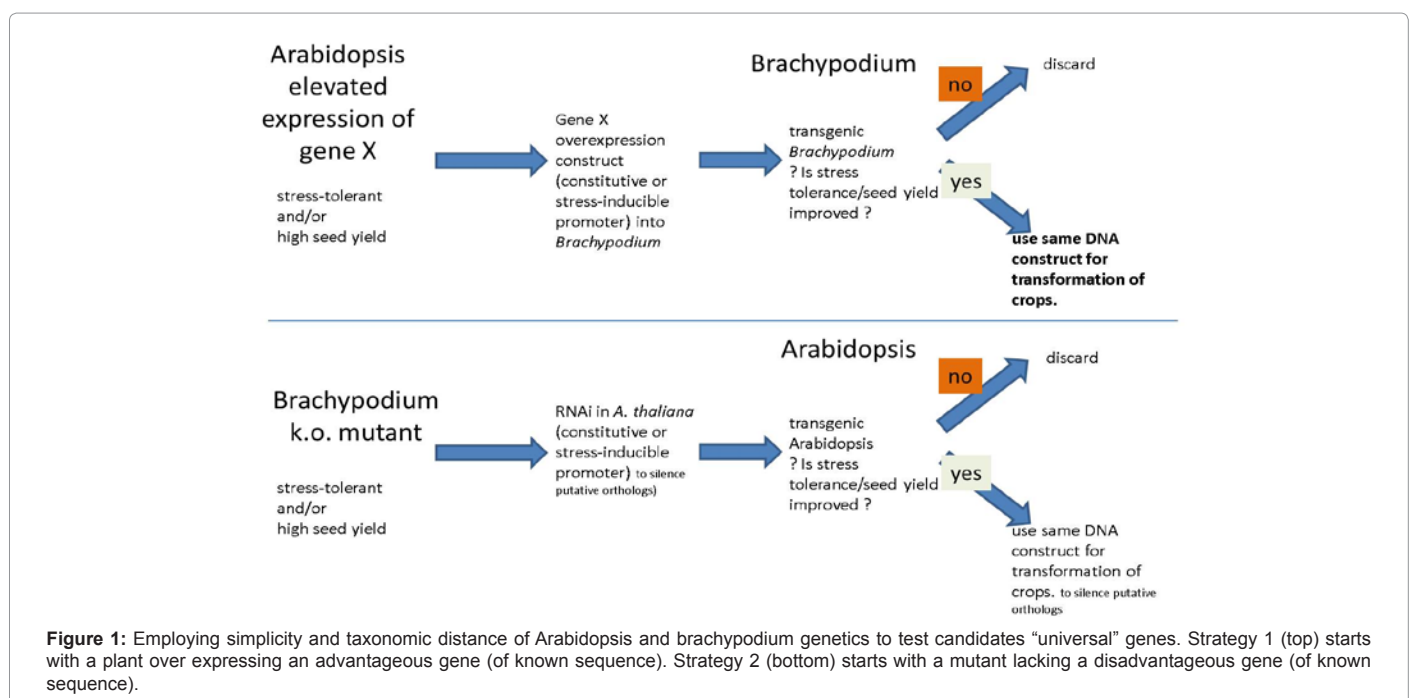 Arabidopsis
elevated
expression of
gene X
stress-tolerant
and/or
high seed yield
Gene X
overexpression
construct
(constitutive or
stress-inducible
promoter) into
Brachypodium
Brachypodium
transgenic
Brachypodium
? Is stress
tolerance/seed yield
improved ?
no
discard
yes
use same DNA
construct for
transformation of
crops.
Brachypodium
k.o. mutant
stress-tolerant
and/or
high seed yield
RNAi in A. thaliana
(constitutive or
stress-inducible
promoter) to silence
putative orthologs)
Arabidopsis
transgenic
Arabidopsis
? Is stress
tolerance/seed yield
improved ?
no
discard
yes
use same DNA
construct for
transformation of
crops. to silence putative
orthologs
Figure 1: Employing simplicity and taxonomic distance of Arabidopsis and brachypodium genetics to test candidates “universal” genes. Strategy 1 (top) starts
with a plant over expressing an advantageous gene (of known sequence). Strategy 2 (bottom) starts with a mutant lacking a disadvantageous gene (of known
sequence).